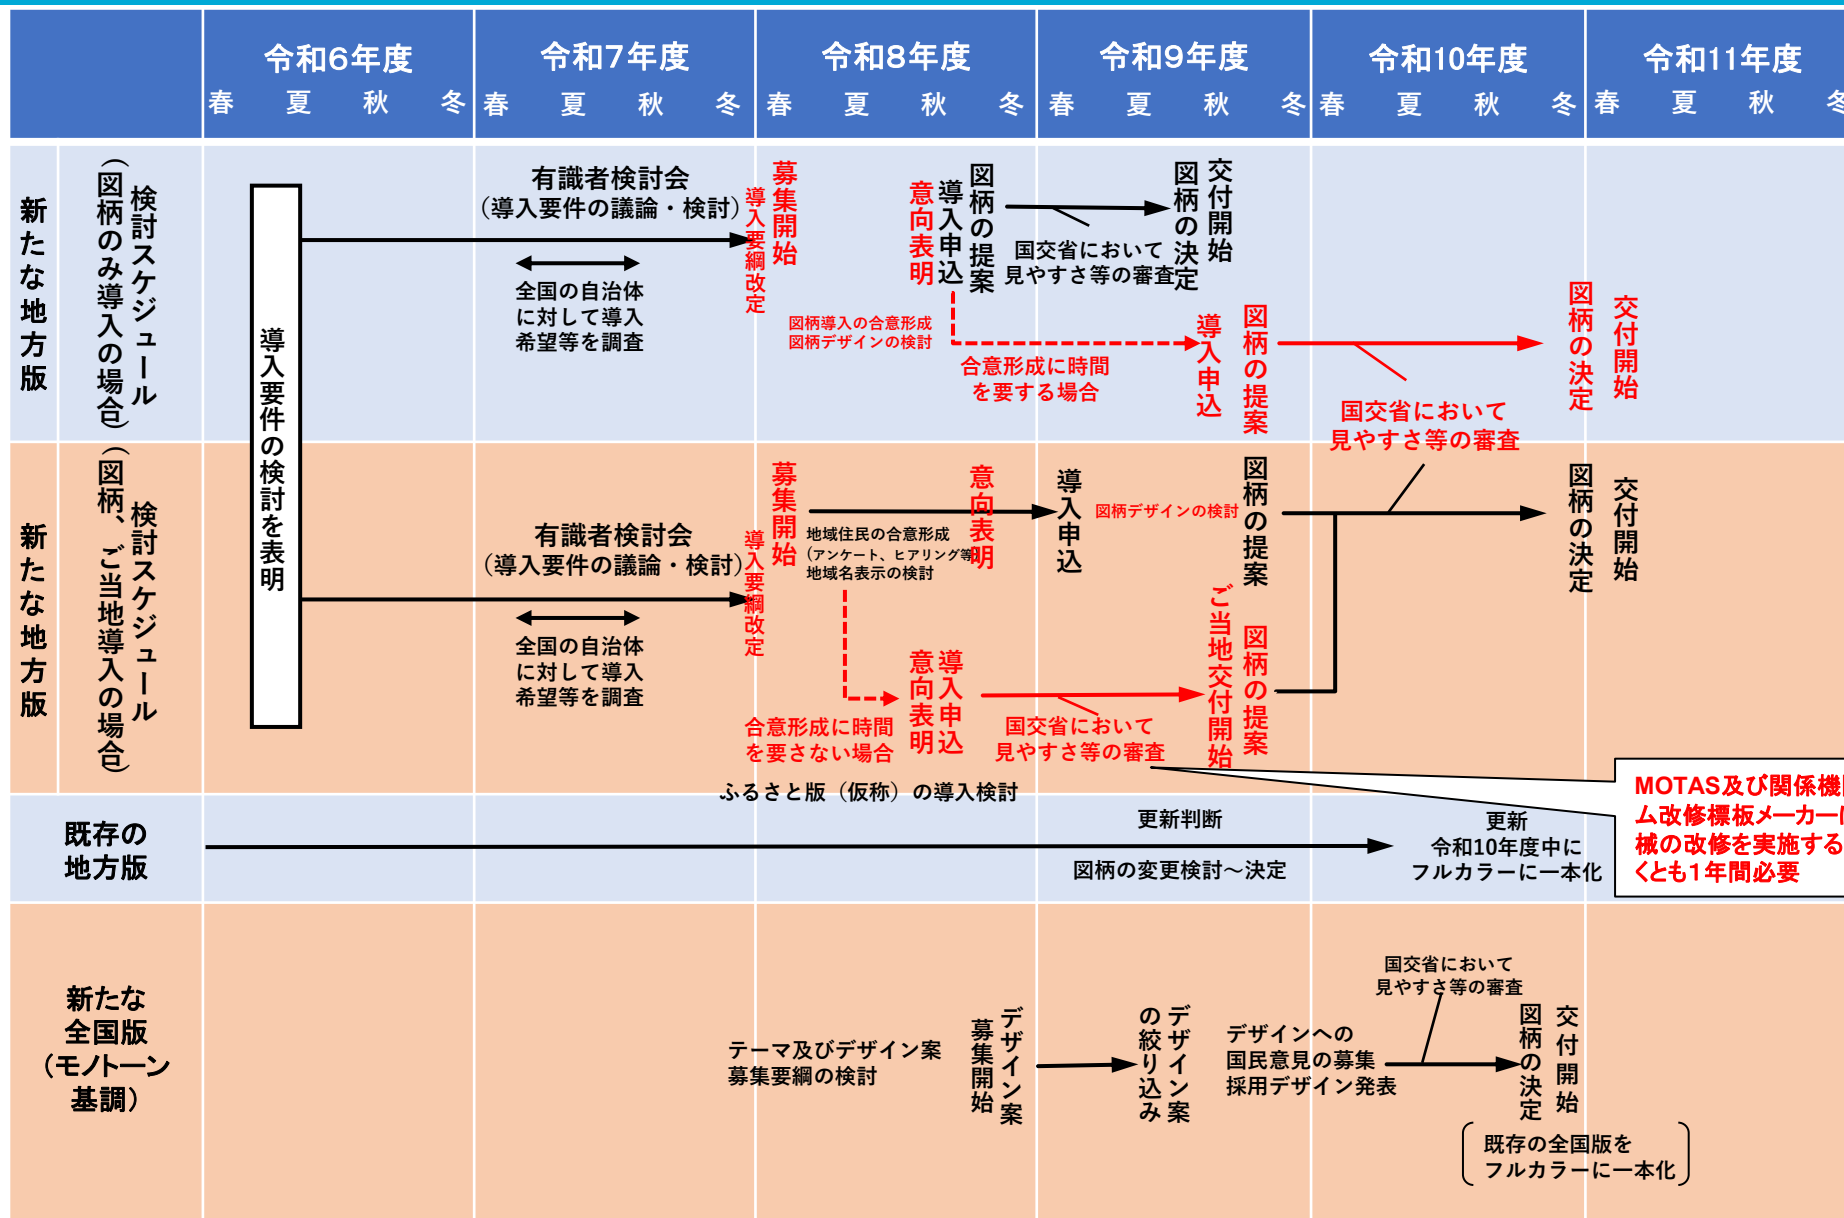 令和6年度
令和7年度
令和8年度
令和9年度
令和10年度
令和11年度
春 夏 秋 冬
春 夏 秋 冬
春 夏 秋 冬
春 夏 秋 冬
春 夏 秋 冬
春 夏 秋 冬
新たな地方版
検討スケジュール
（図柄のみ導入の場合）
導入要件の検討を表明
有識者検討会
（導入要件の議論・検討）
全国の自治体
に対して導入
希望等を調査
導入要綱改定
募集開始
図柄導入の合意形成
図柄デザインの検討
意向表明
導入申込
図柄の提案
国交省において
見やすさ等の審査
図柄の決定
交付開始
合意形成に時間
を要する場合
導入申込
図柄の提案
国交省において
見やすさ等の審査
図柄の決定
交付開始
新たな地方版
検討スケジュール
（図柄、ご当地導入の場合）
有識者検討会
（導入要件の議論・検討）
全国の自治体
に対して導入
希望等を調査
導入要綱改定
募集開始
地域住民の合意形成
（アンケート、ヒアリング等）
地域名表示の検討
意向表明
導入申込
図柄デザインの検討
図柄の提案
図柄の決定
交付開始
合意形成に時間
を要さない場合
意向表明
導入申込
国交省において
見やすさ等の審査
ご当地交付開始
図柄の提案
ふるさと版（仮称）の導入検討
MOTAS及び関係機
ム改修標板メーカー
械の改修を実施する
くとも1年間必要
既存の
地方版
更新判断
図柄の変更検討～決定
更新
令和10年度中に
フルカラーに一本化
新たな
全国版
（モノトーン
基調）
テーマ及びデザイン案
募集要綱の検討
デザイン案
募集開始
デザイン案
の絞り込み
デザインへの
国民意見の募集
採用デザイン発表
国交省において
見やすさ等の審査
図柄の決定
交付開始
既存の全国版を
フルカラーに一本化